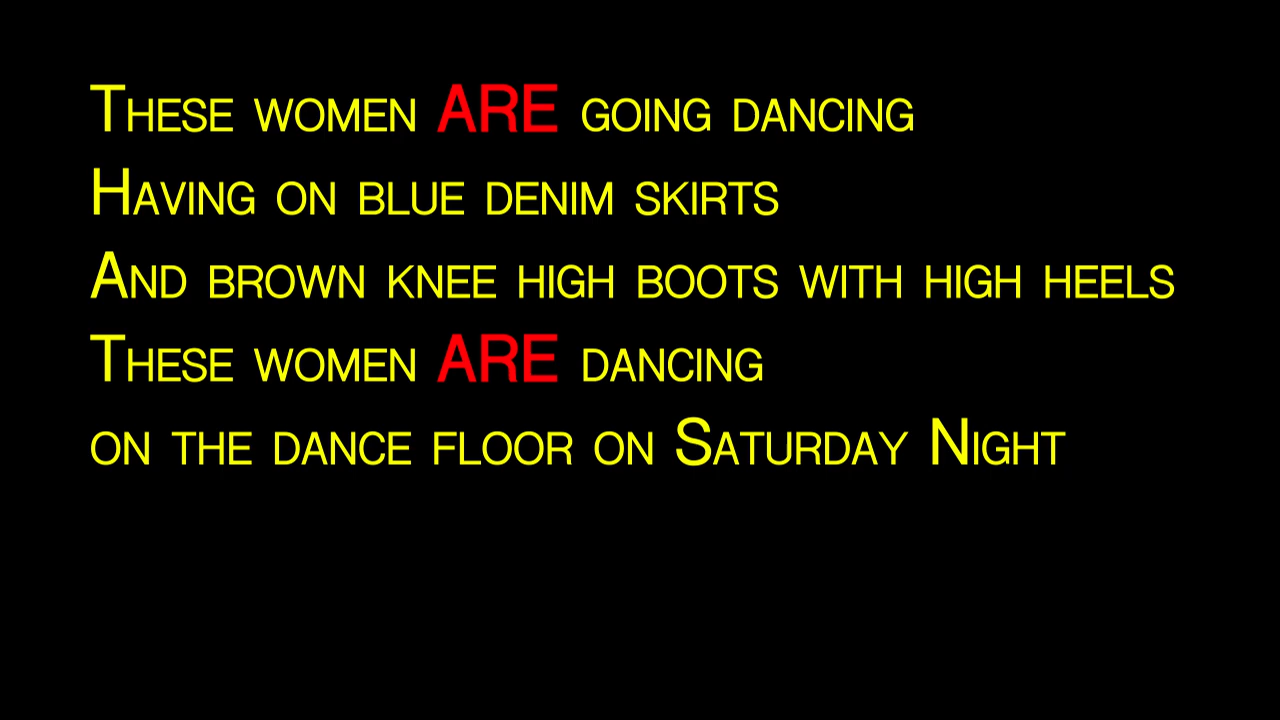 These women ARE going dancing
Having on blue denim skirts
And brown knee high boots with high heels
These women ARE dancing
on the dance floor on Saturday Night